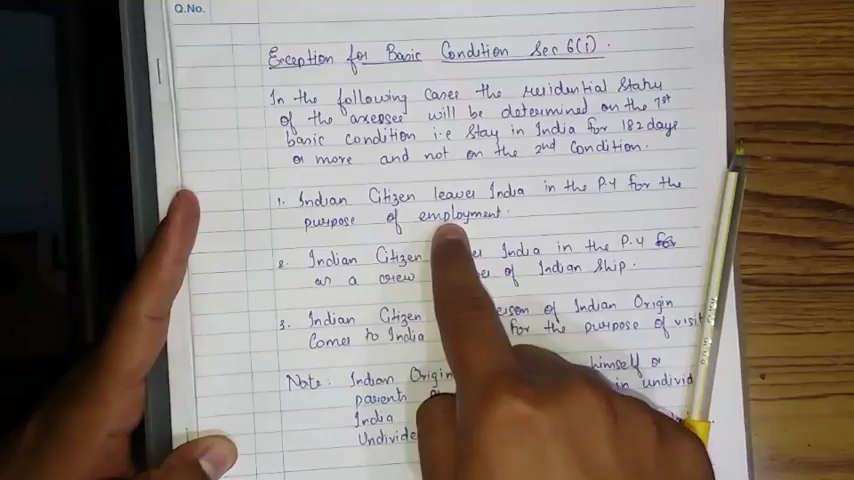 Q.No.
Exception for Basic Condition Sec 6(i).
In the following cases the residential Status
of the assessee will be determined on the 1st
basic condition i.e stay in India for 182 days
or more and not on the 2nd Condition.
1. Indian Citizen leaves India in the P.Y for the
purpose of employment.
2. Indian Citizen India in the P.Y
as a crew of Indian Ship.
3. Indian Citizen of Indian Origin
Comes to India for the purpose of visit
Note: Indian Origin himself or
parent in undivid
India